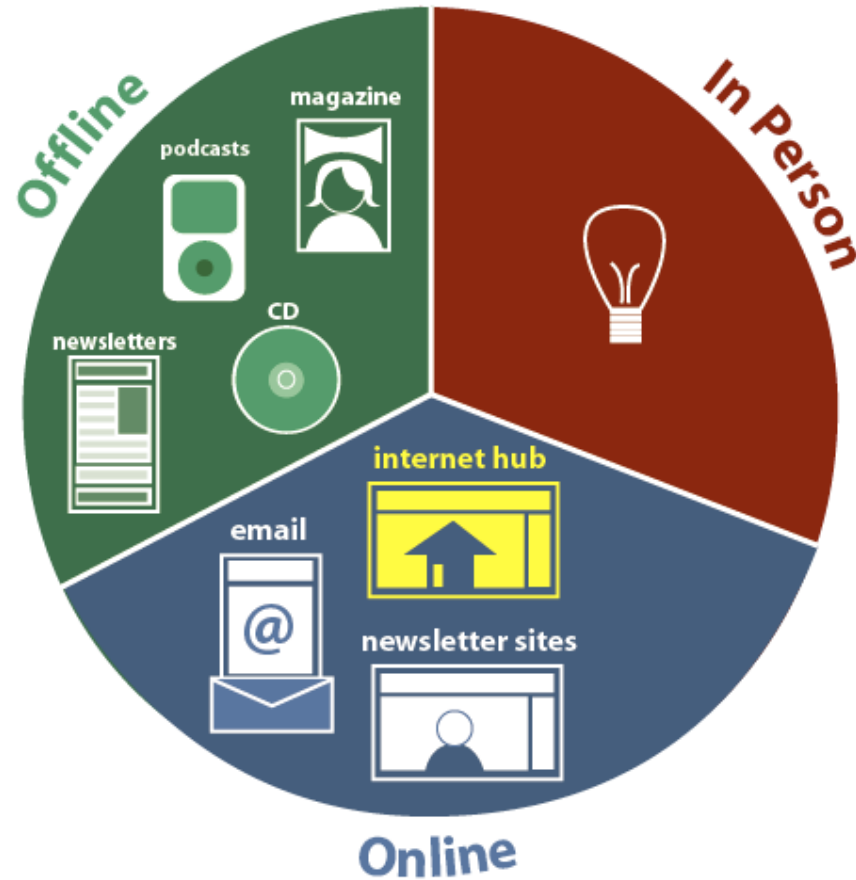 Offline
magazine
podcasts
CD
newsletters
In Person
internet hub
email
@
newsletter sites
Online